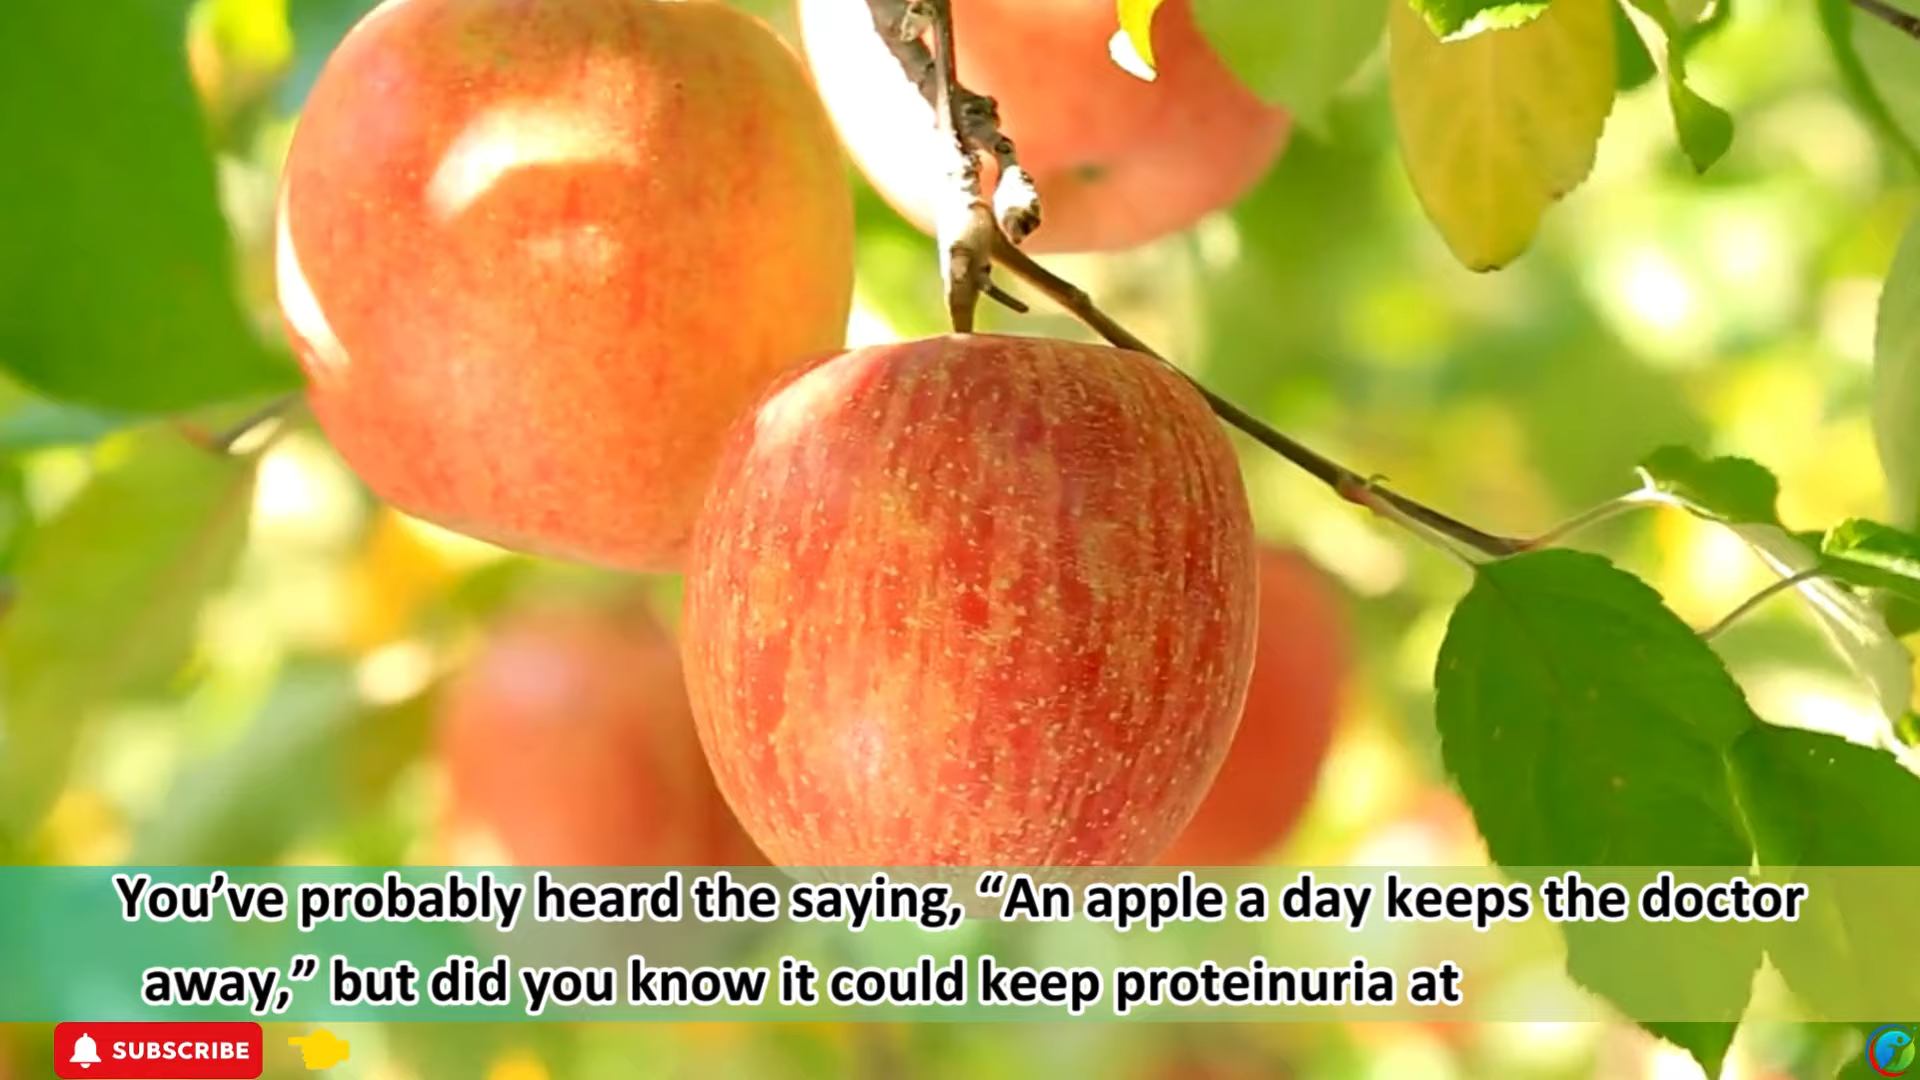 You’ve probably heard the saying, “An apple a day keeps the doctor
away,” but did you know it could keep proteinuria at
SUBSCRIBE